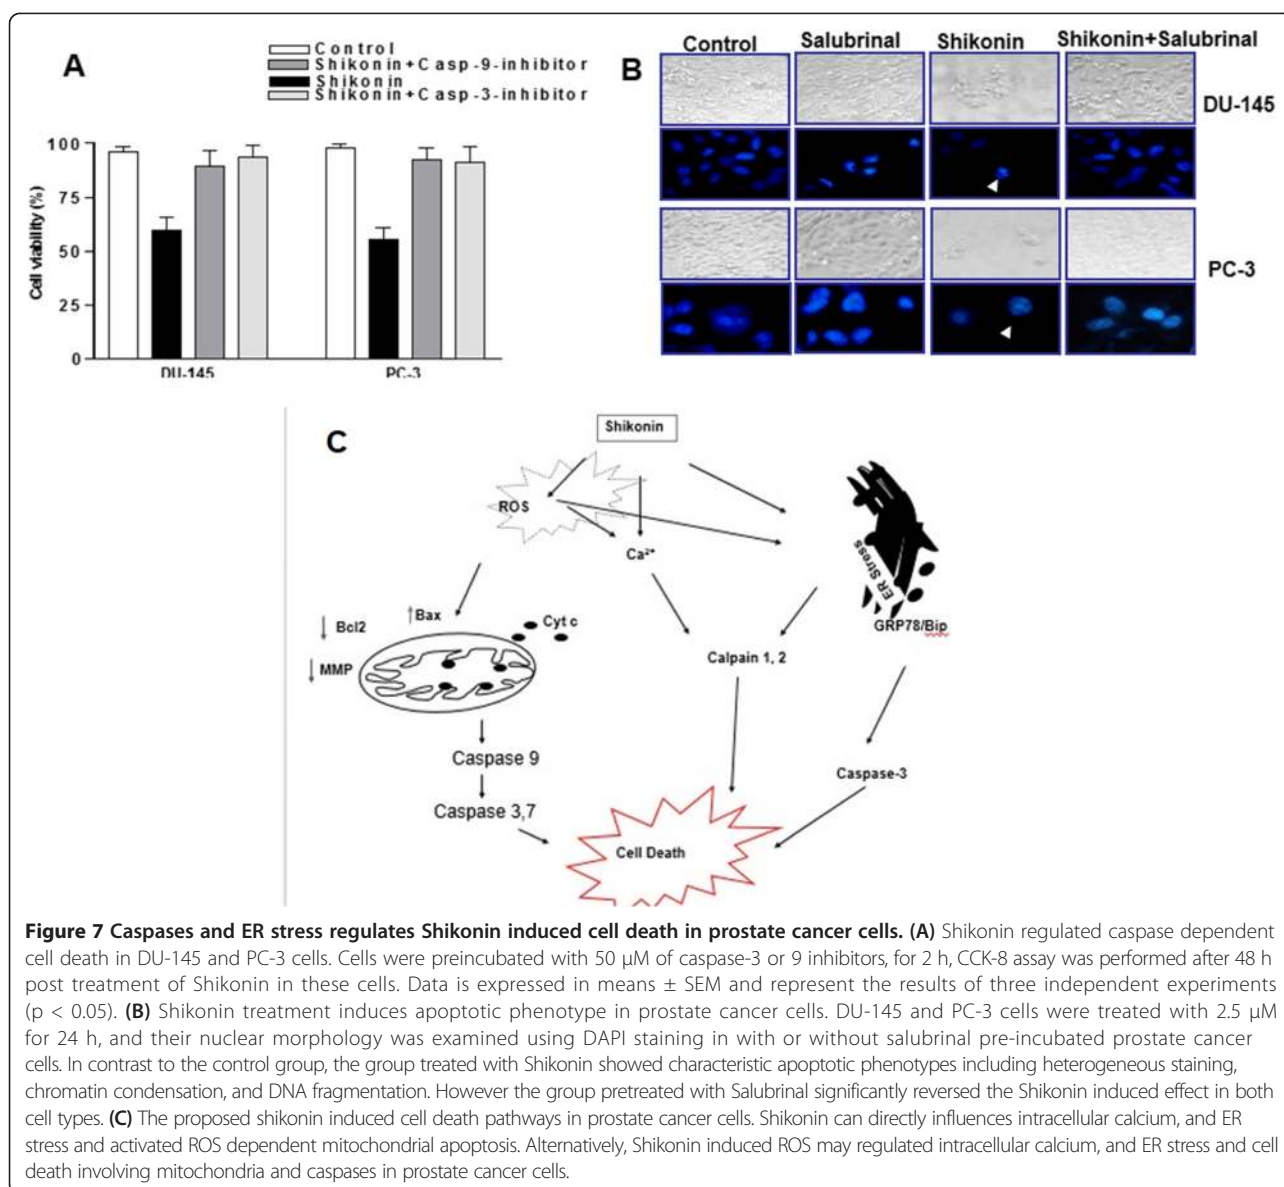 A
Control
Shikonin+Casp-9-inhibitor
Shikonin
Shikonin+Casp-3-inhibitor
Cell viability (%)
100
75
50
25
0
DU-145
PC-3
B
Control
Salubrinal
Shikonin
Shikonin+Salubrinal
DU-145
PC-3
C
Shikonin
ROS
Ca²⁺
ER Stress
GRP78/Bip
↓ Bcl2
↑Bax
Cyt c
↓ MMP
Calpain 1, 2
Caspase 9
Caspase 3,7
Caspase-3
Cell Death
Figure 7 Caspases and ER stress regulates Shikonin induced cell death in prostate cancer cells. (A) Shikonin regulated caspase dependent
cell death in DU-145 and PC-3 cells. Cells were preincubated with 50 μM of caspase-3 or 9 inhibitors, for 2 h, CCK-8 assay was performed after 48 h
post treatment of Shikonin in these cells. Data is expressed in means ± SEM and represent the results of three independent experiments
(p < 0.05). (B) Shikonin treatment induces apoptotic phenotype in prostate cancer cells. DU-145 and PC-3 cells were treated with 2.5 μM
for 24 h, and their nuclear morphology was examined using DAPI staining in with or without salubrinal pre-incubated prostate cancer
cells. In contrast to the control group, the group treated with Shikonin showed characteristic apoptotic phenotypes including heterogeneous staining,
chromatin condensation, and DNA fragmentation. However the group pretreated with Salubrinal significantly reversed the Shikonin induced effect in both
cell types. (C) The proposed shikonin induced cell death pathways in prostate cancer cells. Shikonin can directly influences intracellular calcium, and ER
stress and activated ROS dependent mitochondrial apoptosis. Alternatively, Shikonin induced ROS may regulated intracellular calcium, and ER stress and cell
death involving mitochondria and caspases in prostate cancer cells.